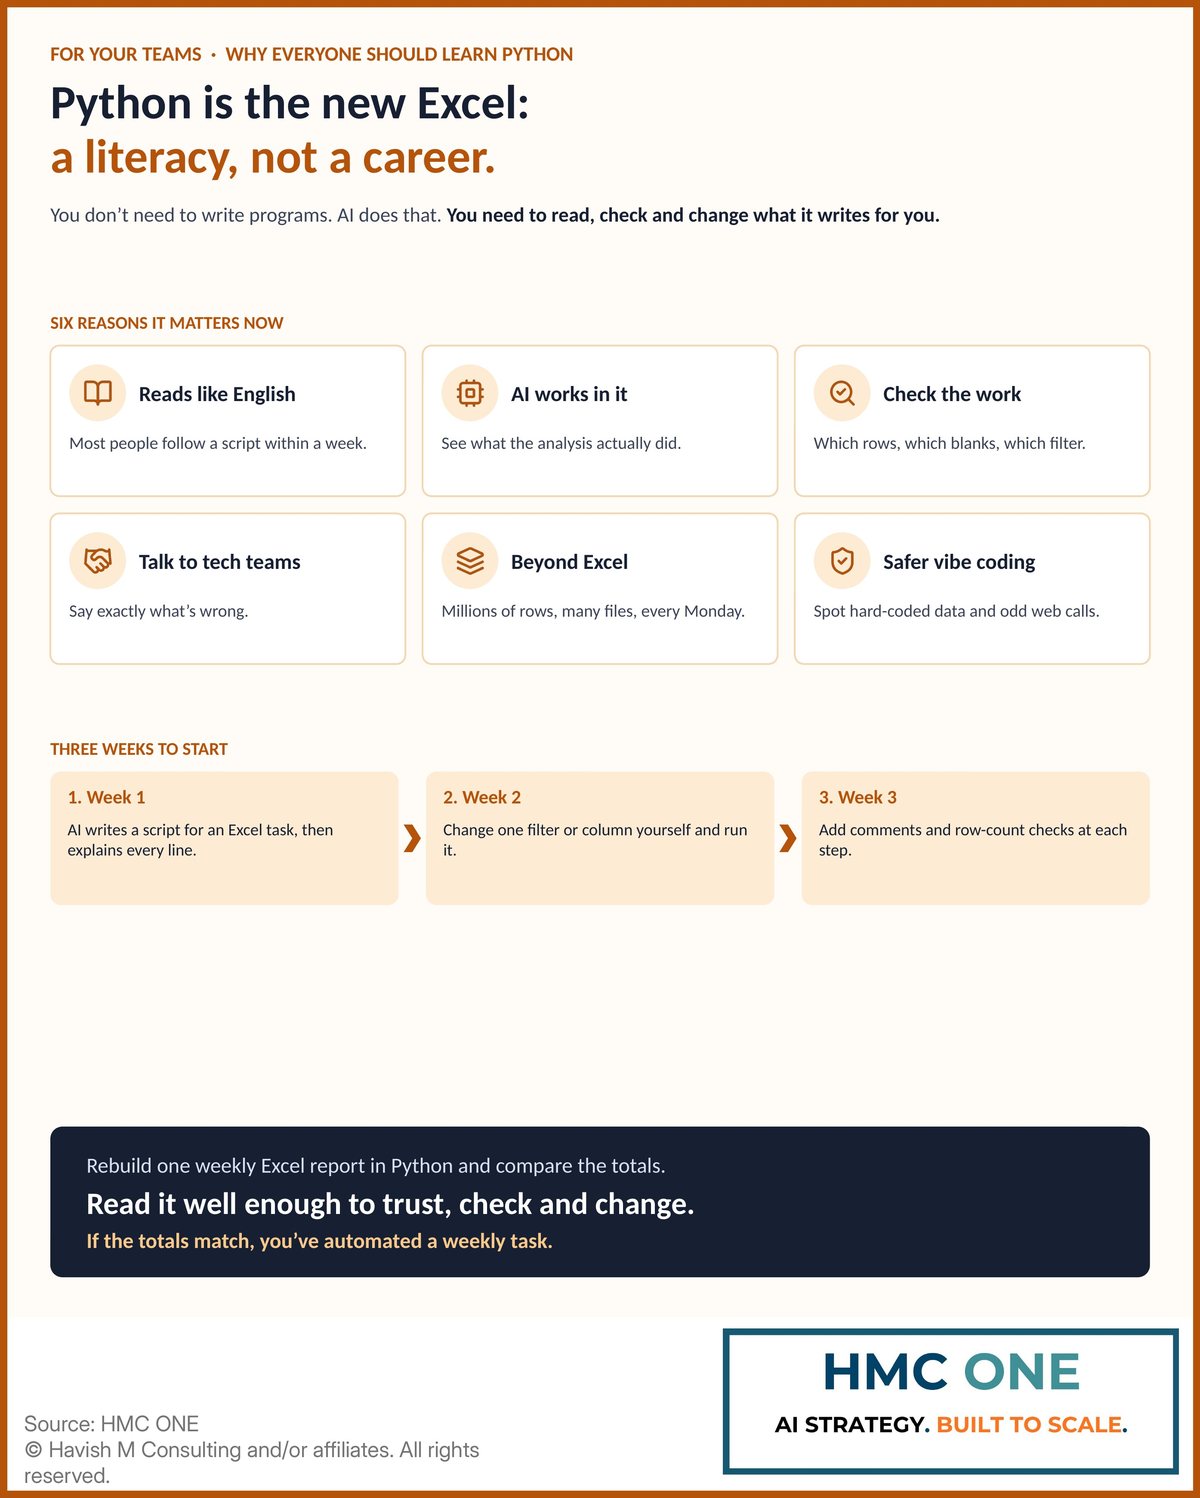 FOR YOUR TEAMS · WHY EVERYONE SHOULD LEARN PYTHON
Python is the new Excel:
a literacy, not a career.
You don’t need to write programs. AI does that. You need to read, check and change what it writes for you.
SIX REASONS IT MATTERS NOW
Reads like English
Most people follow a script within a week.
AI works in it
See what the analysis actually did.
Check the work
Which rows, which blanks, which filter.
Talk to tech teams
Say exactly what’s wrong.
Beyond Excel
Millions of rows, many files, every Monday.
Safer vibe coding
Spot hard-coded data and odd web calls.
THREE WEEKS TO START
1. Week 1
AI writes a script for an Excel task, then
explains every line.
2. Week 2
Change one filter or column yourself and run
it.
3. Week 3
Add comments and row-count checks at each
step.
Rebuild one weekly Excel report in Python and compare the totals.
Read it well enough to trust, check and change.
If the totals match, you’ve automated a weekly task.
HMC ONE
AI STRATEGY. BUILT TO SCALE.
Source: HMC ONE
© Havish M Consulting and/or affiliates. All rights
reserved.